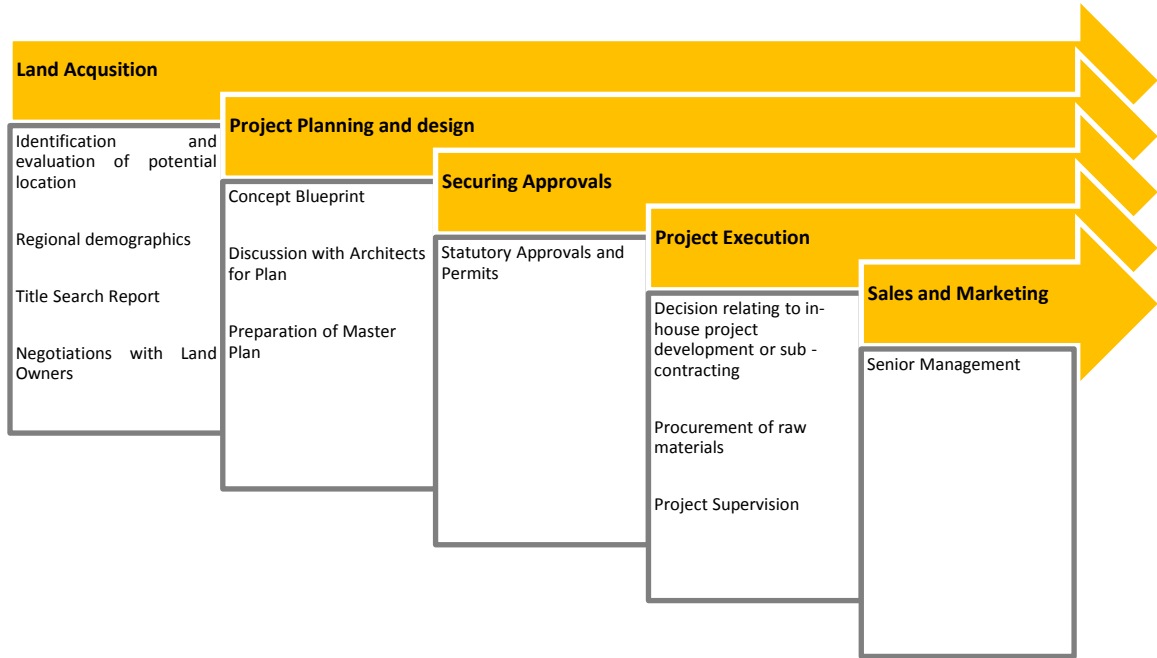 Land Acqusition
Identification and
evaluation of potential
location
Regional demographics
Title Search Report
Negotiations with Land
Owners
Project Planning and design
Concept Blueprint
Discussion with Architects
for Plan
Preparation of Master
Plan
Securing Approvals
Statutory Approvals and
Permits
Project Execution
Decision relating to in-
house project
development or sub -
contracting
Procurement of raw
materials
Project Supervision
Sales and Marketing
Senior Management